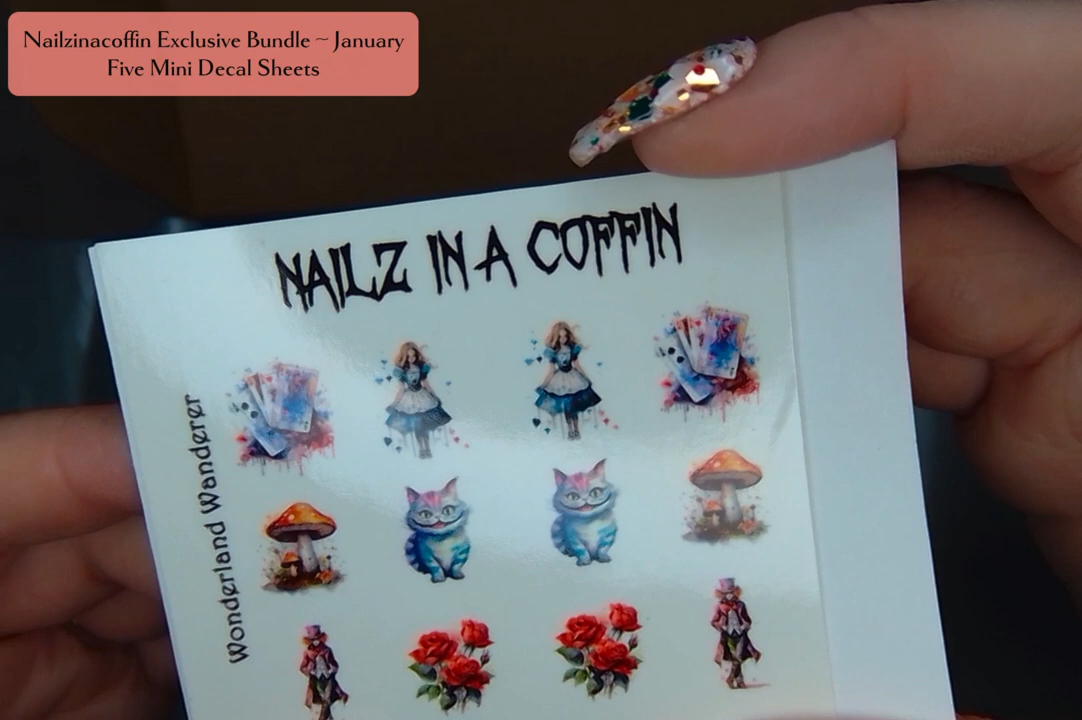 Nailzinacoffin Exclusive Bundle ~ January
Five Mini Decal Sheets
NAILZ IN A COFFIN
Wonderland Wanderer